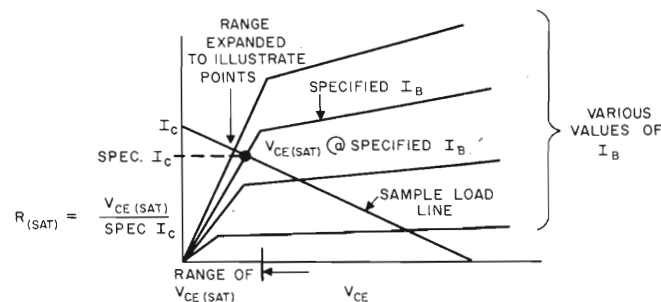 RANGE
EXPANDED
TO ILLUSTRATE
POINTS
SPECIFIED I_B
VARIOUS
VALUES OF
I_B
I_C
V_CE(SAT) @ SPECIFIED I_B
SPEC. I_C
SAMPLE LOAD
LINE
R_(SAT) = V_CE(SAT)
SPEC I_C
RANGE OF
V_CE(SAT)
V_CE